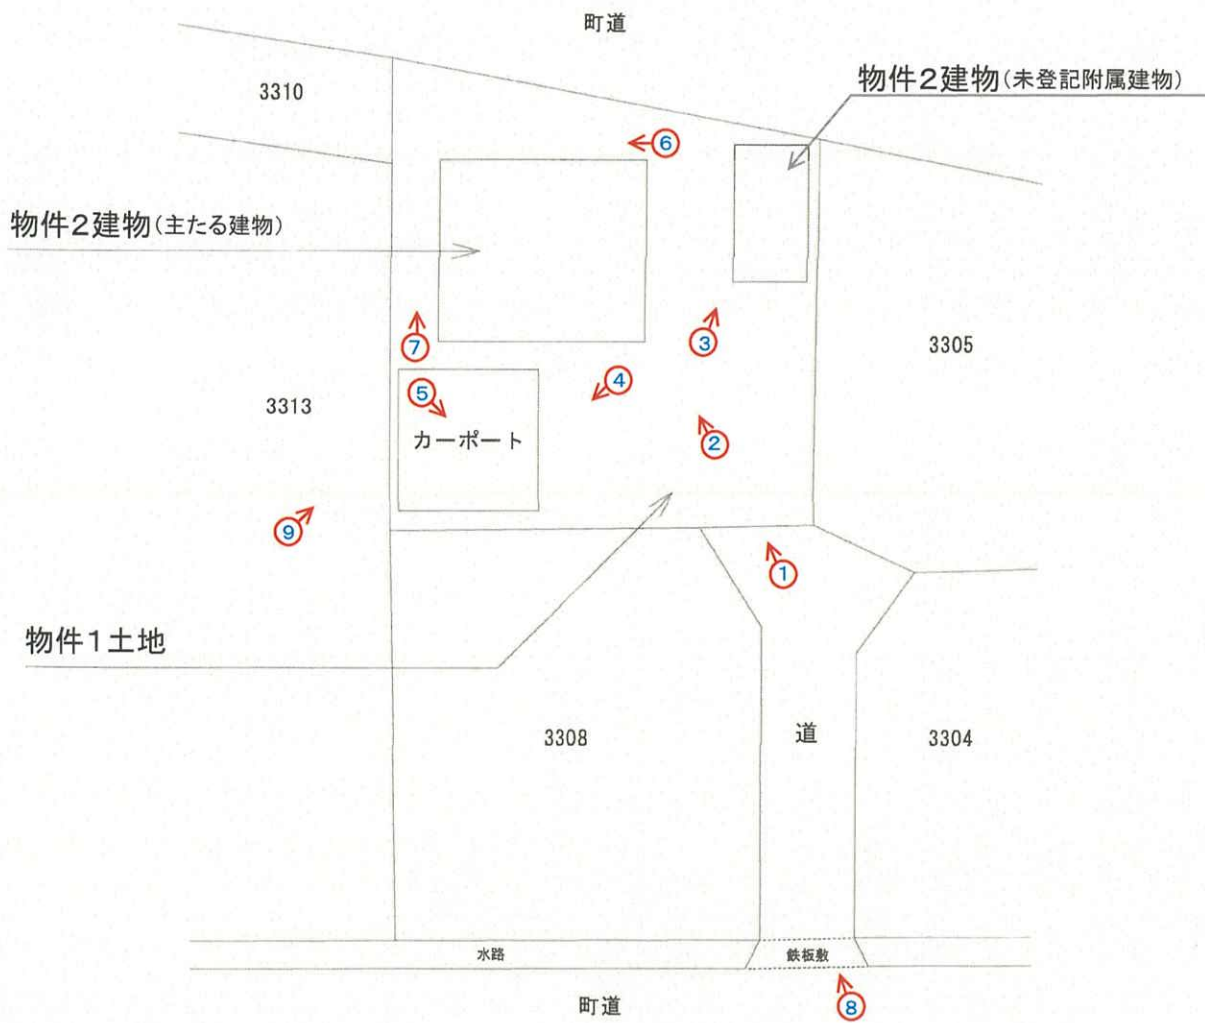 町道
物件2建物(未登記附属建物)
3310
⑥
物件2建物(主たる建物)
⑦
③
3305
④
⑤
3313
カーポート
②
⑨
①
物件1土地
3308
道
3304
水路
鉄板敷
町道
⑧